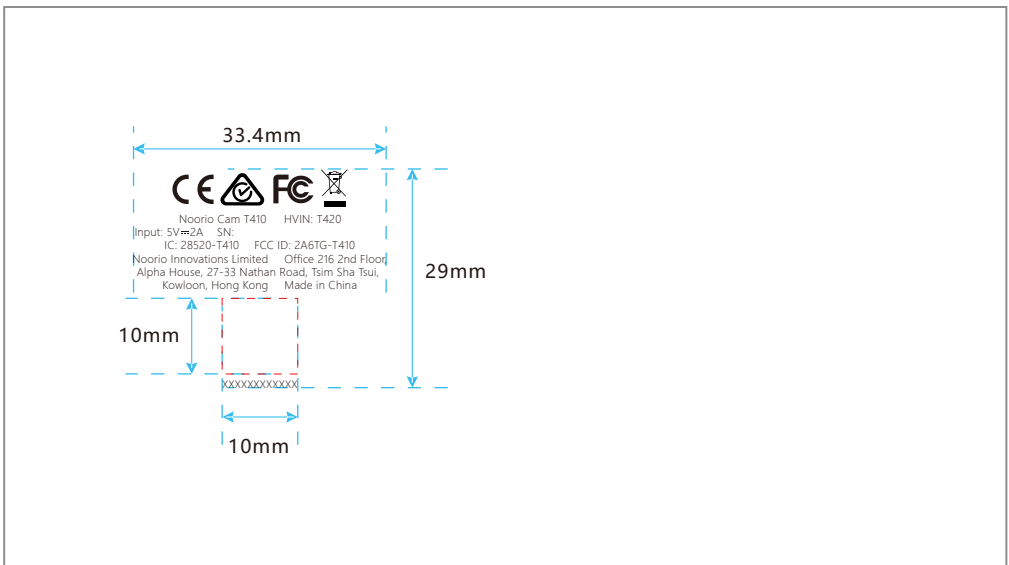 33.4mm
CE FC
Noorio Cam T410 HVIN: T420
Input: 5V⎓2A SN:
IC: 28520-T410 FCC ID: 2A6TG-T410
Noorio Innovations Limited Office 216 2nd Floor,
Alpha House, 27-33 Nathan Road, Tsim Sha Tsui,
Kowloon, Hong Kong Made in China
29mm
10mm
XXXXXXXXXXXX
10mm